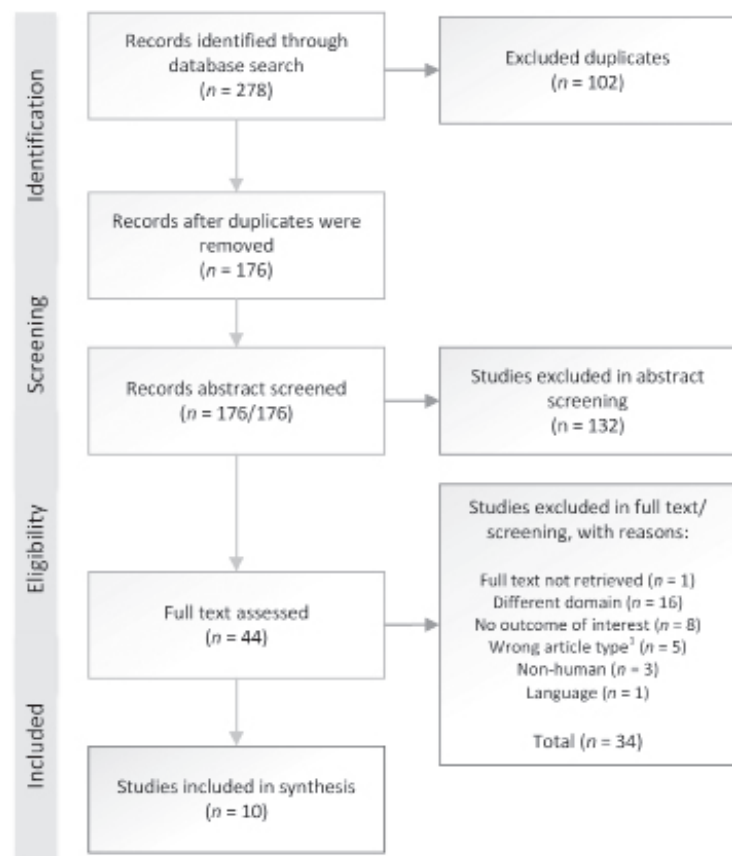 Identification
Records identified through
database search
(n = 278)
Excluded duplicates
(n = 102)
Records after duplicates were
removed
(n = 176)
Screening
Records abstract screened
(n = 176/176)
Studies excluded in abstract
screening
(n = 132)
Eligibility
Full text assessed
(n = 44)
Studies excluded in full text/
screening, with reasons:
Full text not retrieved (n = 1)
Different domain (n = 16)
No outcome of interest (n = 8)
Wrong article type¹ (n = 5)
Non-human (n = 3)
Language (n = 1)
Total (n = 34)
Included
Studies included in synthesis
(n = 10)